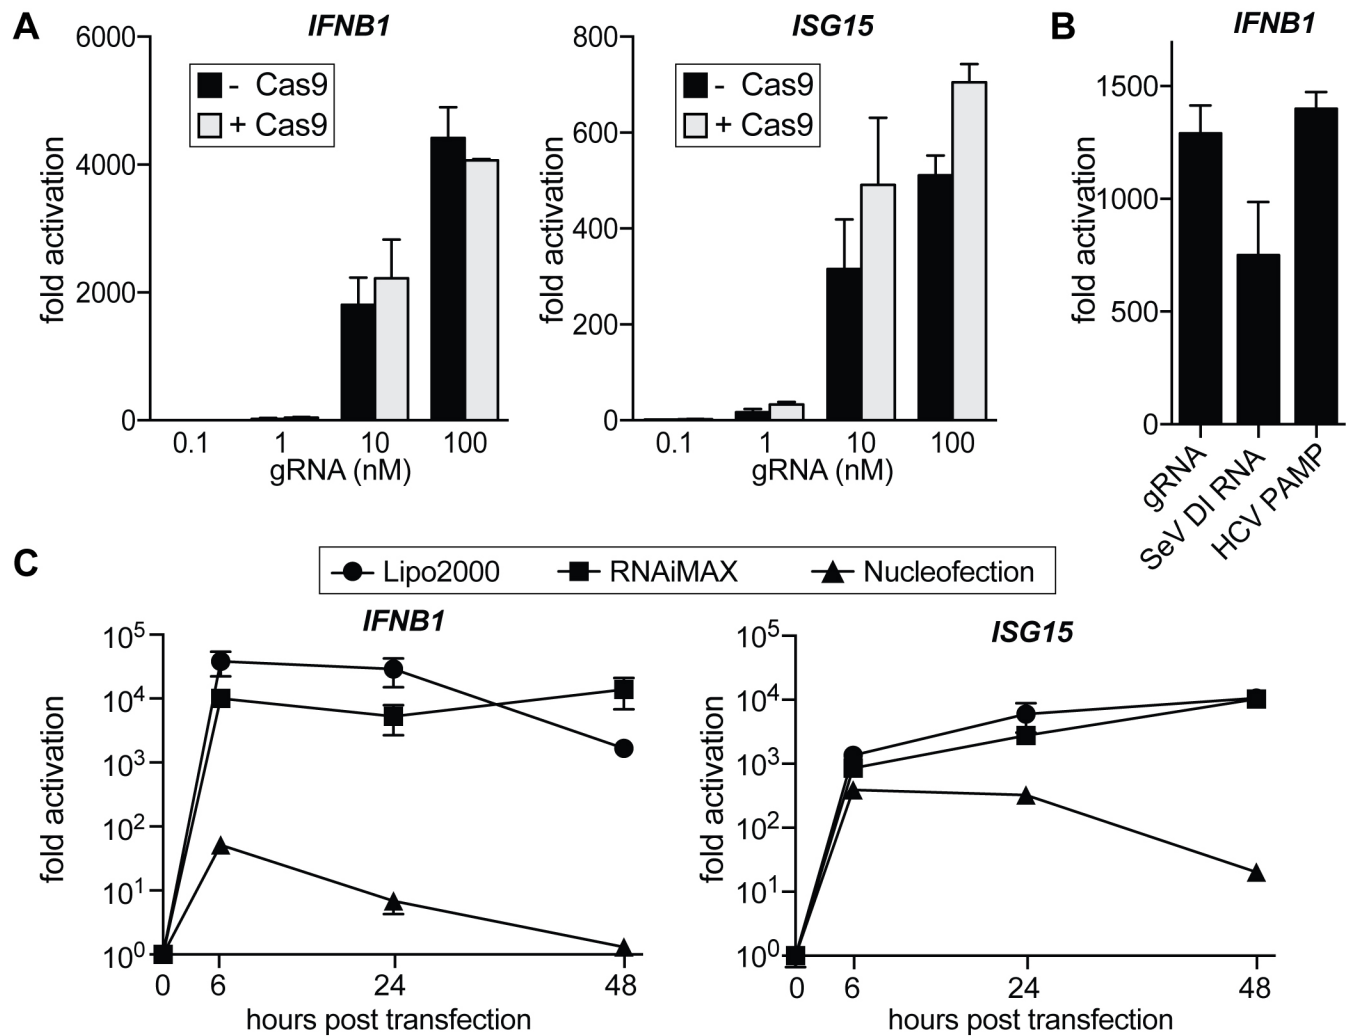 A
IFNB1
6000
4000
2000
0
fold activation
- Cas9
+ Cas9
0.1 1 10 100
gRNA (nM)
ISG15
800
600
400
200
0
fold activation
- Cas9
+ Cas9
0.1 1 10 100
gRNA (nM)
B
IFNB1
1500
1000
500
0
fold activation
gRNA
SeV DI RNA
HCV PAMP
C
Lipo2000 RNAiMAX Nucleofection
IFNB1
10⁵
10⁴
10³
10²
10¹
10⁰
fold activation
0 6 24 48
hours post transfection
ISG15
10⁵
10⁴
10³
10²
10¹
10⁰
fold activation
0 6 24 48
hours post transfection